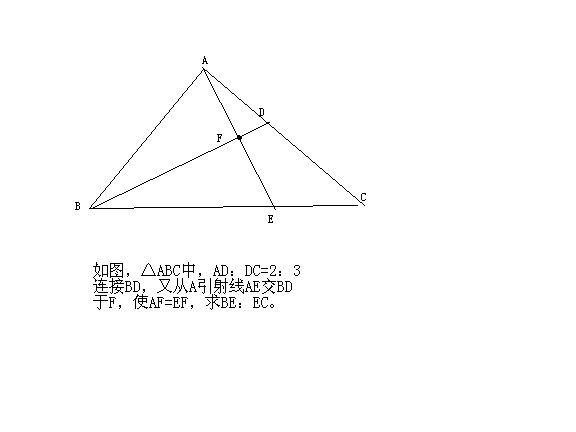 A
D
F
B
C
E
如图，△ABC中，AD：DC=2：3
连接BD，又从A引射线AE交BD
于F，使AF=EF，求BE：EC。